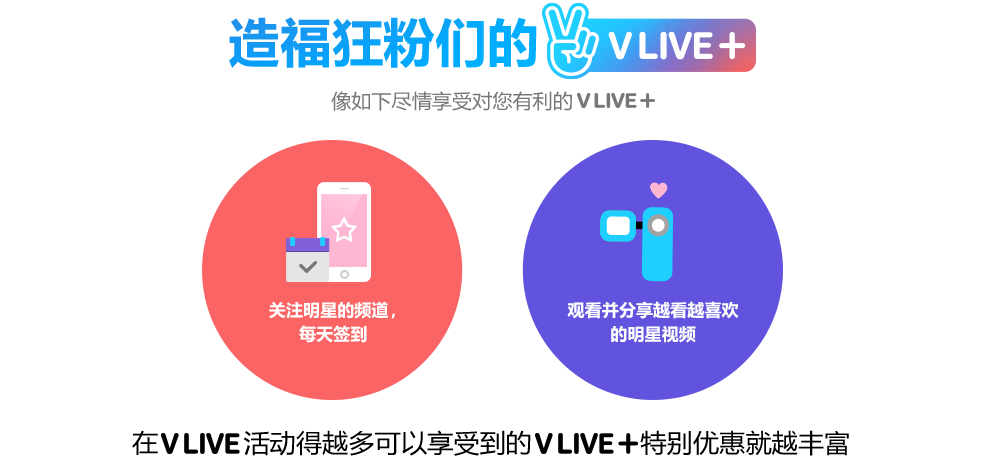 造福狂粉们的 V LIVE+
像如下尽情享受对您有利的 V LIVE+
关注明星的频道，
每天签到
观看并分享越看越喜欢
的明星视频
在 V LIVE 活动得越多可以享受到的 V LIVE+特别优惠就越丰富